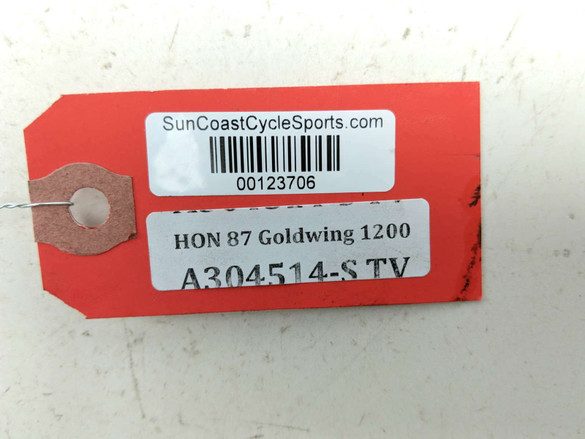 SunCoastCycleSports.com
00123706
HON 87 Goldwing 1200
A304514-S TV